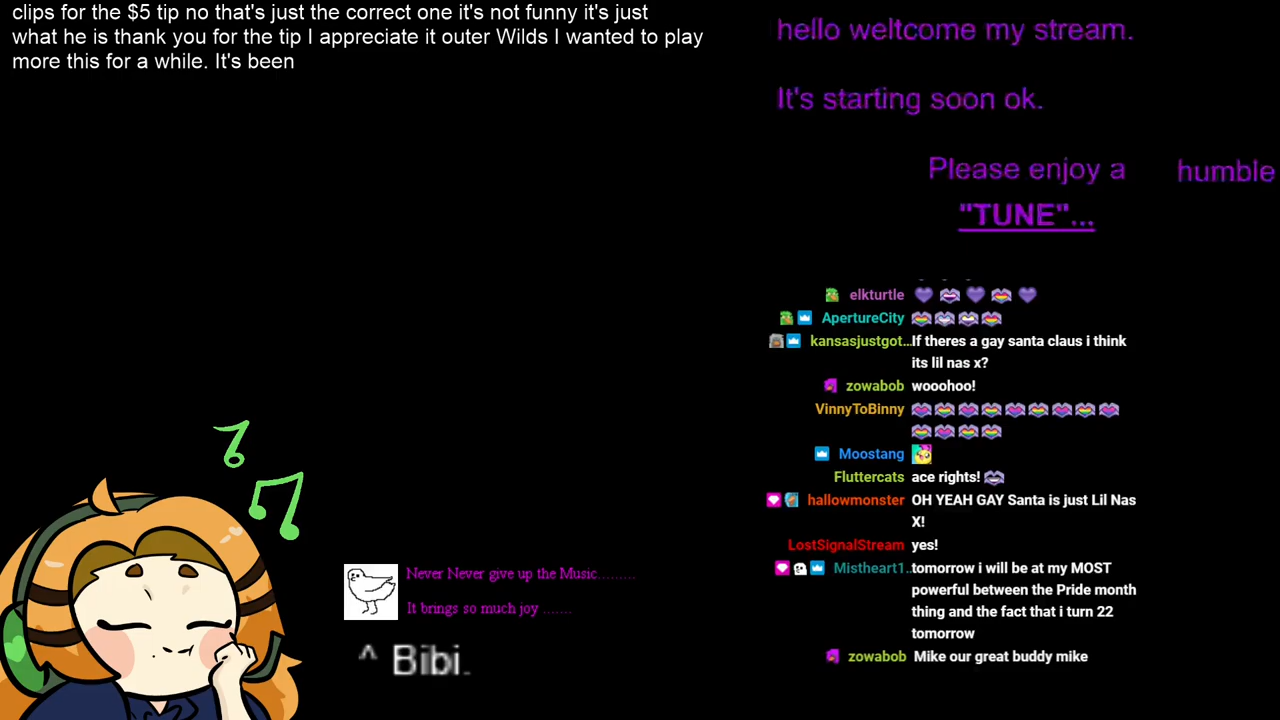 clips for the $5 tip no that's just the correct one it's not funny it's just
what he is thank you for the tip I appreciate it outer Wilds I wanted to play
more this for a while. It's been
hello weltcome my stream.
It's starting soon ok.
Please enjoy a humble
"TUNE"...
elkturtle
ApertureCity
kansasjustgot... If theres a gay santa claus i think
its lil nas x?
zowabob wooohoo!
VinnyToBinny
Moostang
Fluttercats ace rights!
hallowmonster OH YEAH GAY Santa is just Lil Nas
X!
LostSignalStream yes!
Mistheart1... tomorrow i will be at my MOST
powerful between the Pride month
thing and the fact that i turn 22
tomorrow
zowabob Mike our great buddy mike
Never Never give up the Music.........
It brings so much joy .......
^ Bibi.